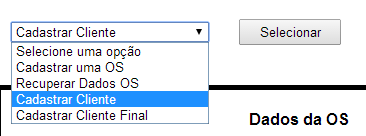 Cadastrar Cliente Selecionar
Selecione uma opção
Cadastrar uma OS
Recuperar Dados OS
Cadastrar Cliente
Cadastrar Cliente Final
Dados da OS